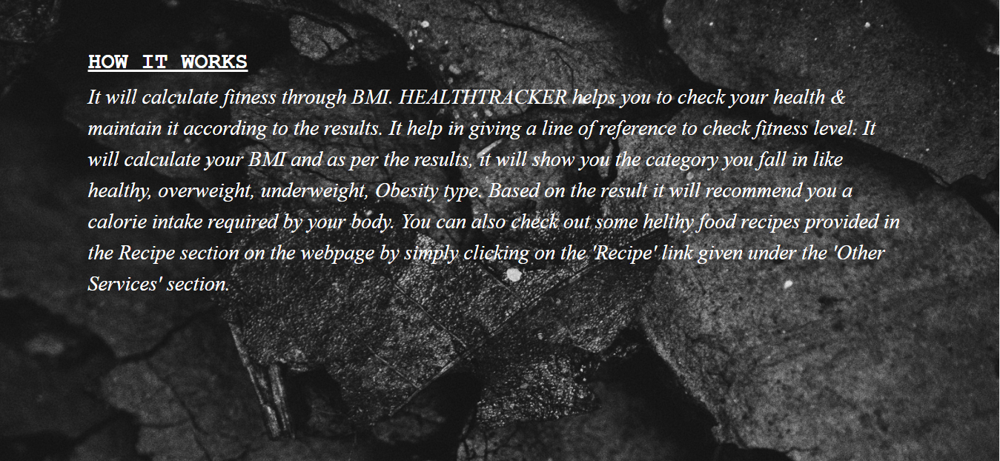 HOW IT WORKS
It will calculate fitness through BMI. HEALTHTRACKER helps you to check your health &
maintain it according to the results. It help in giving a line of reference to check fitness level. It
will calculate your BMI and as per the results, it will show you the category you fall in like
healthy, overweight, underweight, Obesity type. Based on the result it will recommend you a
calorie intake required by your body. You can also check out some helthy food recipes provided in
the Recipe section on the webpage by simply clicking on the 'Recipe' link given under the 'Other
Services' section.